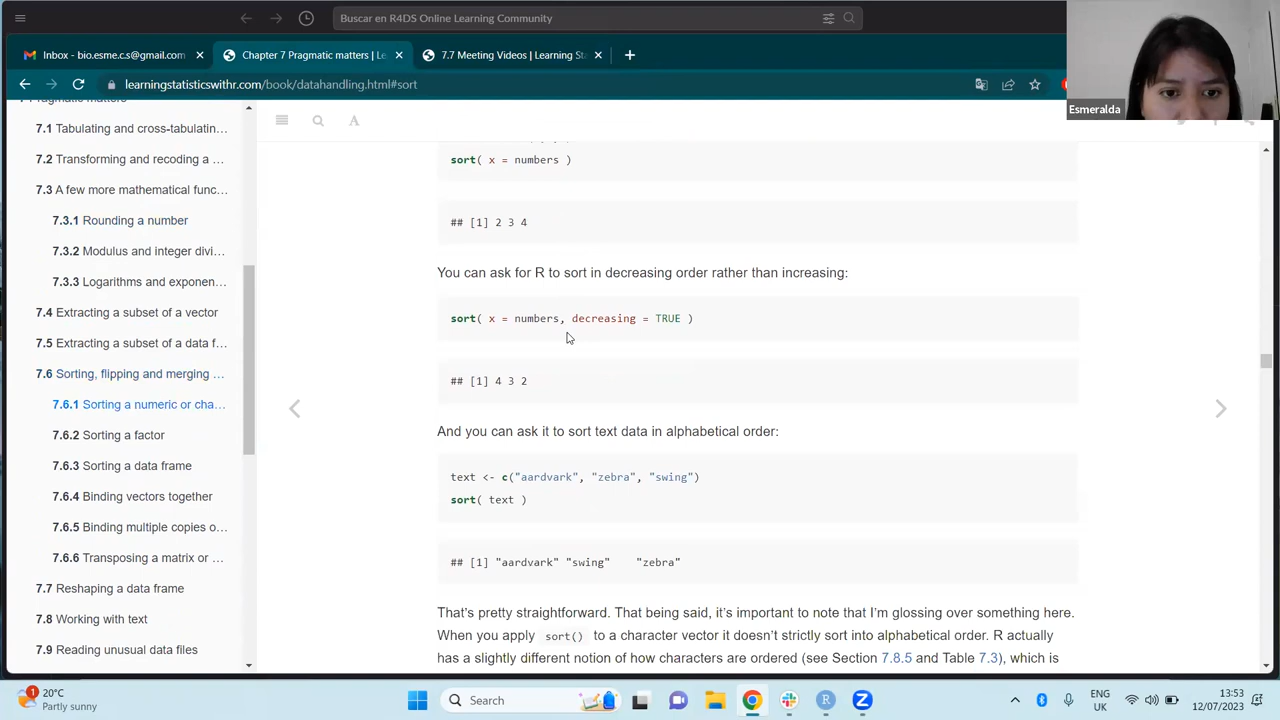 Buscar en R4DS Online Learning Community
Inbox - bio.esme.c.s@gmail.com
Chapter 7 Pragmatic matters | Le
7.7 Meeting Videos | Learning Sta
learningstatisticswithr.com/book/datahandling.html#sort
Esmeralda
7.1 Tabulating and cross-tabulatin...
7.2 Transforming and recoding a ...
7.3 A few more mathematical func...
7.3.1 Rounding a number
7.3.2 Modulus and integer divi...
7.3.3 Logarithms and exponen...
7.4 Extracting a subset of a vector
7.5 Extracting a subset of a data f...
7.6 Sorting, flipping and merging ...
7.6.1 Sorting a numeric or cha...
7.6.2 Sorting a factor
7.6.3 Sorting a data frame
7.6.4 Binding vectors together
7.6.5 Binding multiple copies o...
7.6.6 Transposing a matrix or ...
7.7 Reshaping a data frame
7.8 Working with text
7.9 Reading unusual data files
sort( x = numbers )
## [1] 2 3 4
You can ask for R to sort in decreasing order rather than increasing:
sort( x = numbers, decreasing = TRUE )
## [1] 4 3 2
And you can ask it to sort text data in alphabetical order:
text <- c("aardvark", "zebra", "swing")
sort( text )
## [1] "aardvark" "swing" "zebra"
That's pretty straightforward. That being said, it's important to note that I'm glossing over something here.
When you apply sort() to a character vector it doesn't strictly sort into alphabetical order. R actually
has a slightly different notion of how characters are ordered (see Section 7.8.5 and Table 7.3), which is
1
20°C
Partly sunny
Search
ENG
UK
13:53
12/07/2023